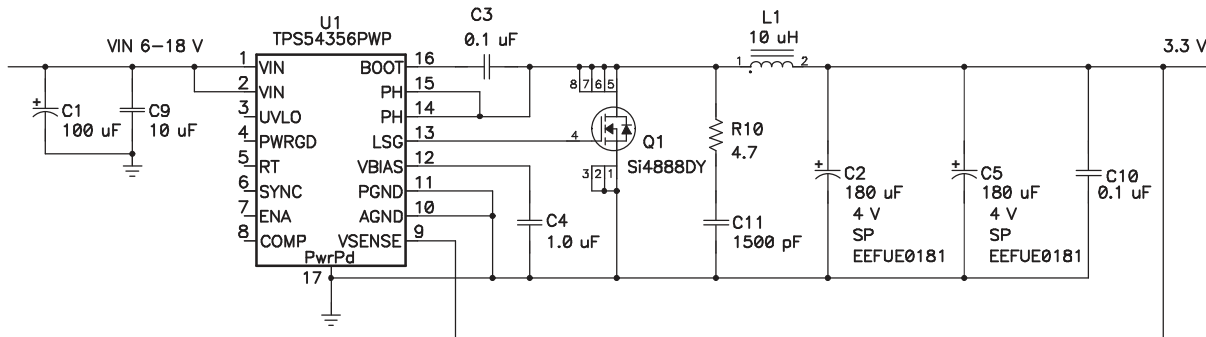 U1
TPS54356PWP
VIN 6-18 V
C3
0.1 uF
L1
10 uH
3.3 V
1 VIN
2 VIN
3 UVLO
4 PWRGD
5 RT
6 SYNC
7 ENA
8 COMP
BOOT 16
PH 15
PH 14
LSG 13
VBIAS 12
PGND 11
AGND 10
VSENSE 9
PwrPd
17
+
C1
100 uF
C9
10 uF
8 7 6 5
4
3 2 1
Q1
Si4888DY
C4
1.0 uF
1 2
R10
4.7
C11
1500 pF
+
C2
180 uF
4 V
SP
EEFUE0181
+
C5
180 uF
4 V
SP
EEFUE0181
C10
0.1 uF